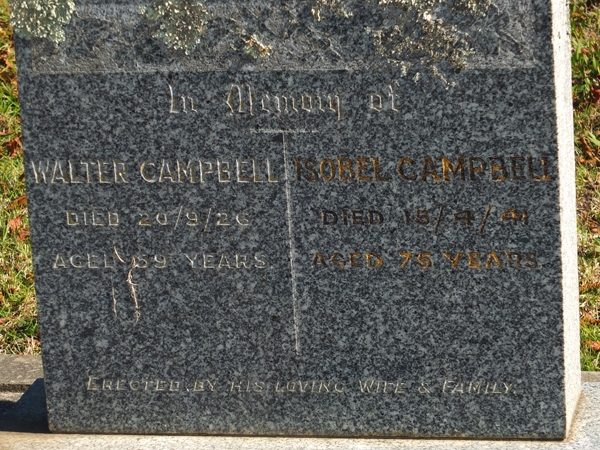 In Memory of
WALTER CAMPBELL
DIED 20/9/26
AGED 69 YEARS.
ISOBEL CAMPBELL
DIED 15/4/41
AGED 75 YEARS.
ERECTED BY HIS LOVING WIFE & FAMILY.